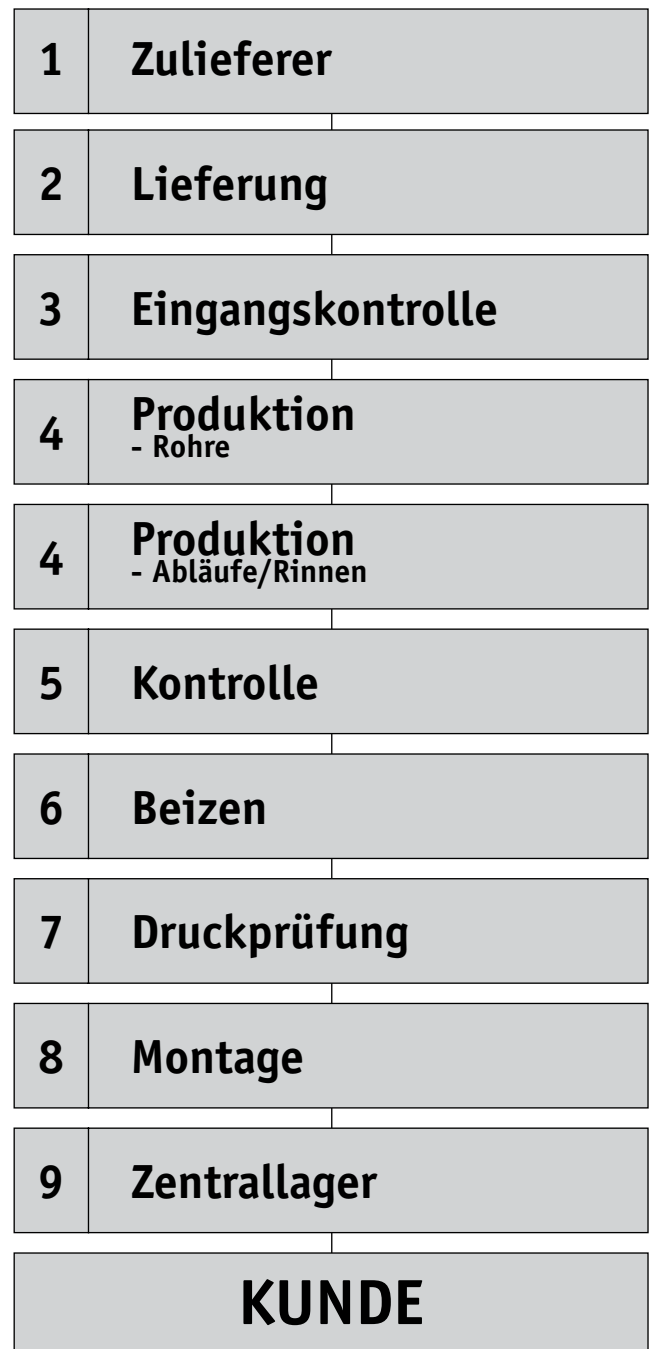 1 Zulieferer
2 Lieferung
3 Eingangskontrolle
4 Produktion
- Rohre
4 Produktion
- Abläufe/Rinnen
5 Kontrolle
6 Beizen
7 Druckprüfung
8 Montage
9 Zentrallager
KUNDE